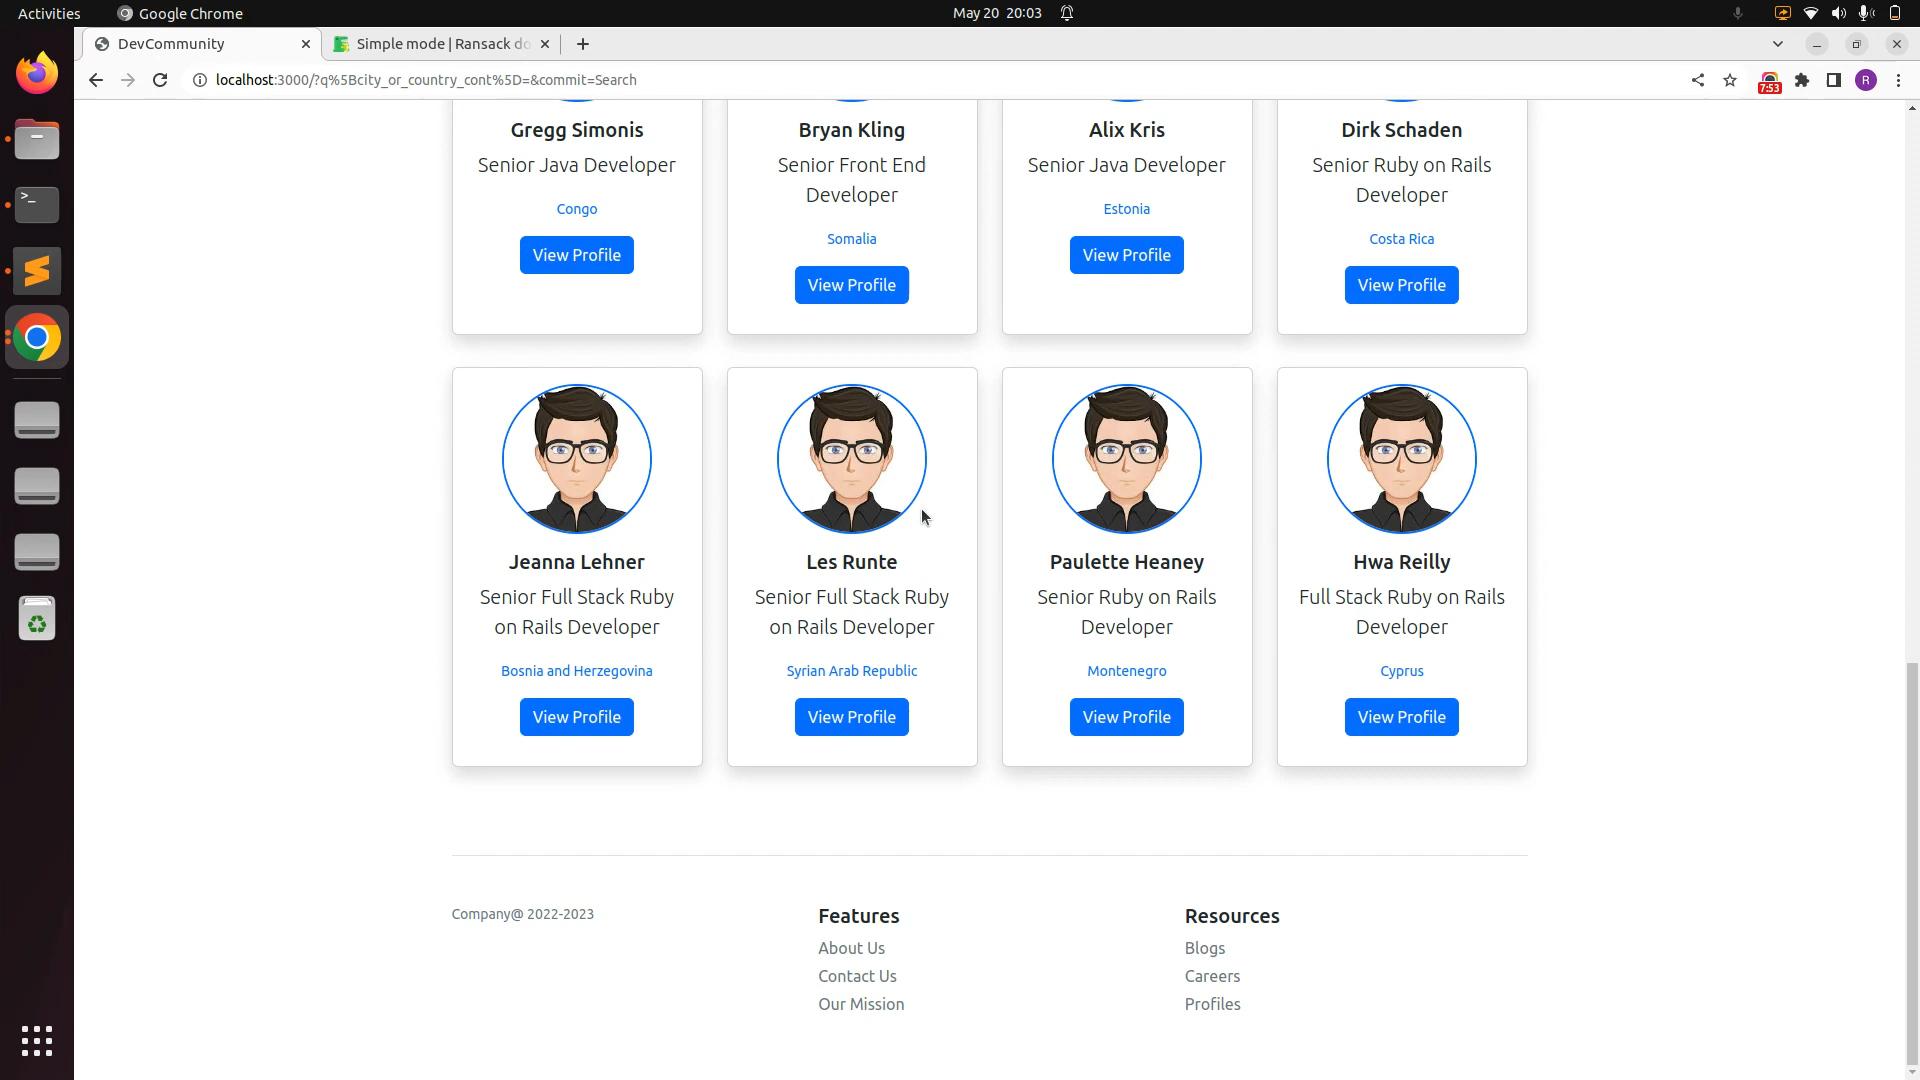 Activities
Google Chrome
May 20 20:03
DevCommunity
Simple mode | Ransack do
localhost:3000/?q%5Bcity_or_country_cont%5D=&commit=Search
7:53
R
Gregg Simonis
Senior Java Developer
Congo
View Profile
Bryan Kling
Senior Front End
Developer
Somalia
View Profile
Alix Kris
Senior Java Developer
Estonia
View Profile
Dirk Schaden
Senior Ruby on Rails
Developer
Costa Rica
View Profile
Jeanna Lehner
Senior Full Stack Ruby
on Rails Developer
Bosnia and Herzegovina
View Profile
Les Runte
Senior Full Stack Ruby
on Rails Developer
Syrian Arab Republic
View Profile
Paulette Heaney
Senior Ruby on Rails
Developer
Montenegro
View Profile
Hwa Reilly
Full Stack Ruby on Rails
Developer
Cyprus
View Profile
Company@ 2022-2023
Features
About Us
Contact Us
Our Mission
Resources
Blogs
Careers
Profiles